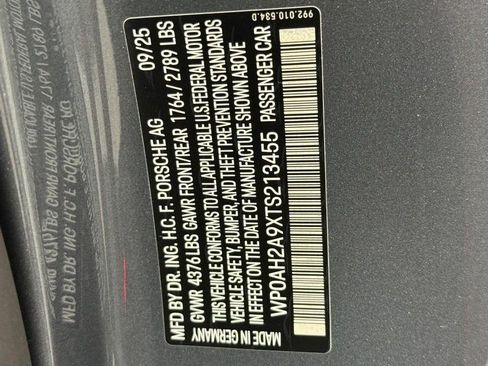 992.010.534.0
MFD BY DR. ING. H.C. F. PORSCHE AG 09/25
GVWR 4376LBS GAWR FRONT/REAR 1764/2789 LBS
THIS VEHICLE CONFORMS TO ALL APPLICABLE U.S.FEDERAL MOTOR
VEHICLE SAFETY, BUMPER, AND THEFT PREVENTION STANDARDS
IN EFFECT ON THE DATE OF MANUFACTURE SHOWN ABOVE
WP0AH2A9XTS213455 PASSENGER CAR
MADE IN GERMANY